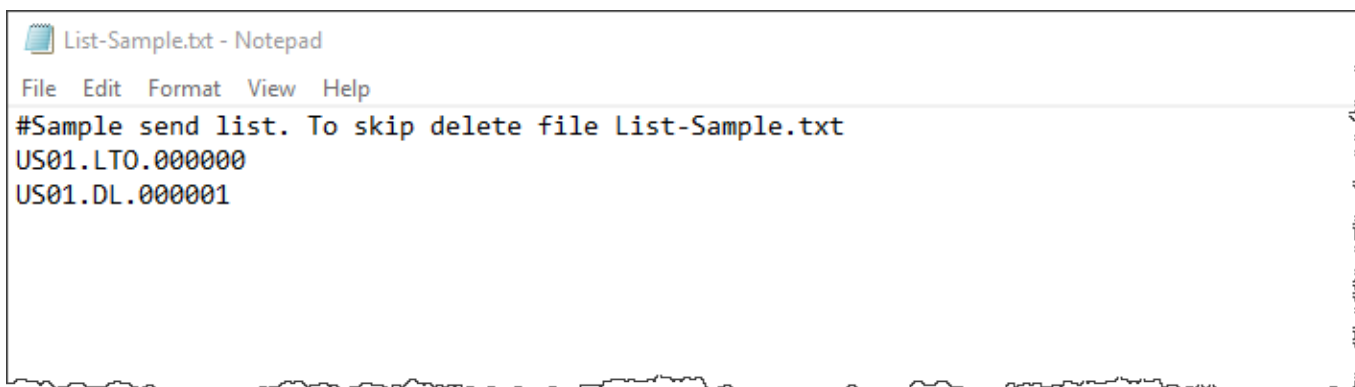 List-Sample.txt - Notepad
File Edit Format View Help
#Sample send list. To skip delete file List-Sample.txt
US01.LTO.000000
US01.DL.000001